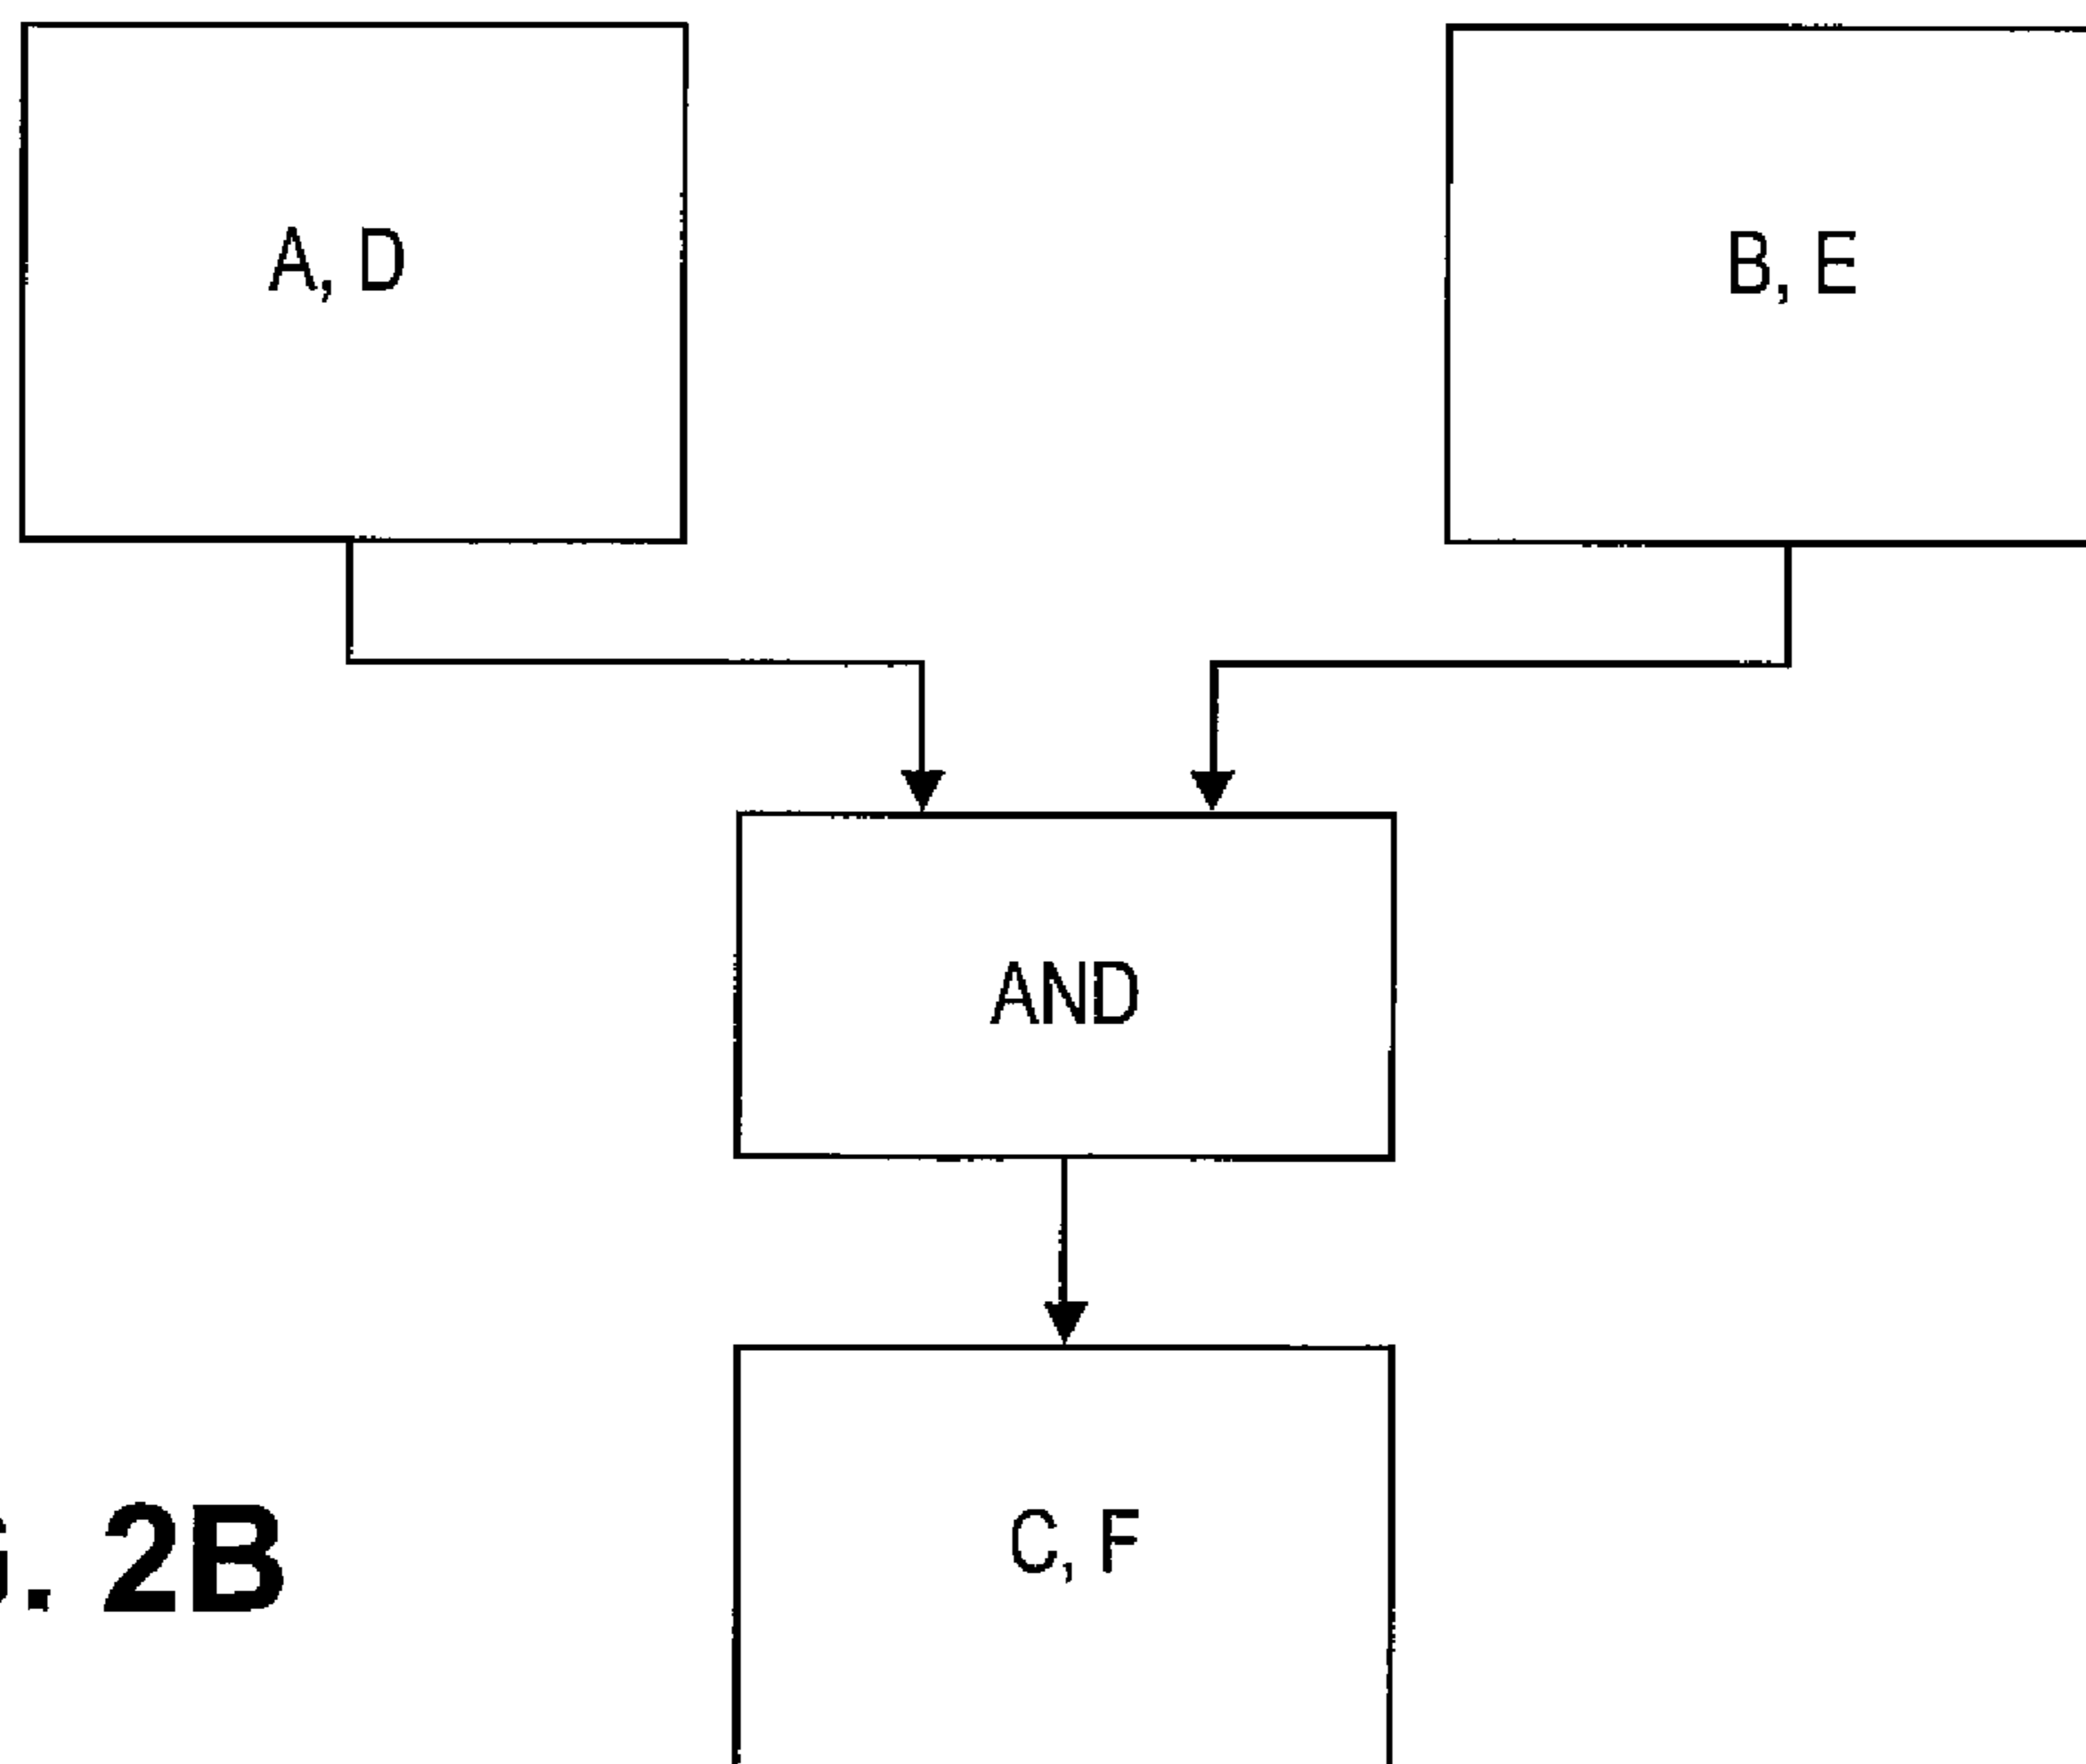 A, D
B, E
AND
C, F
. 2B